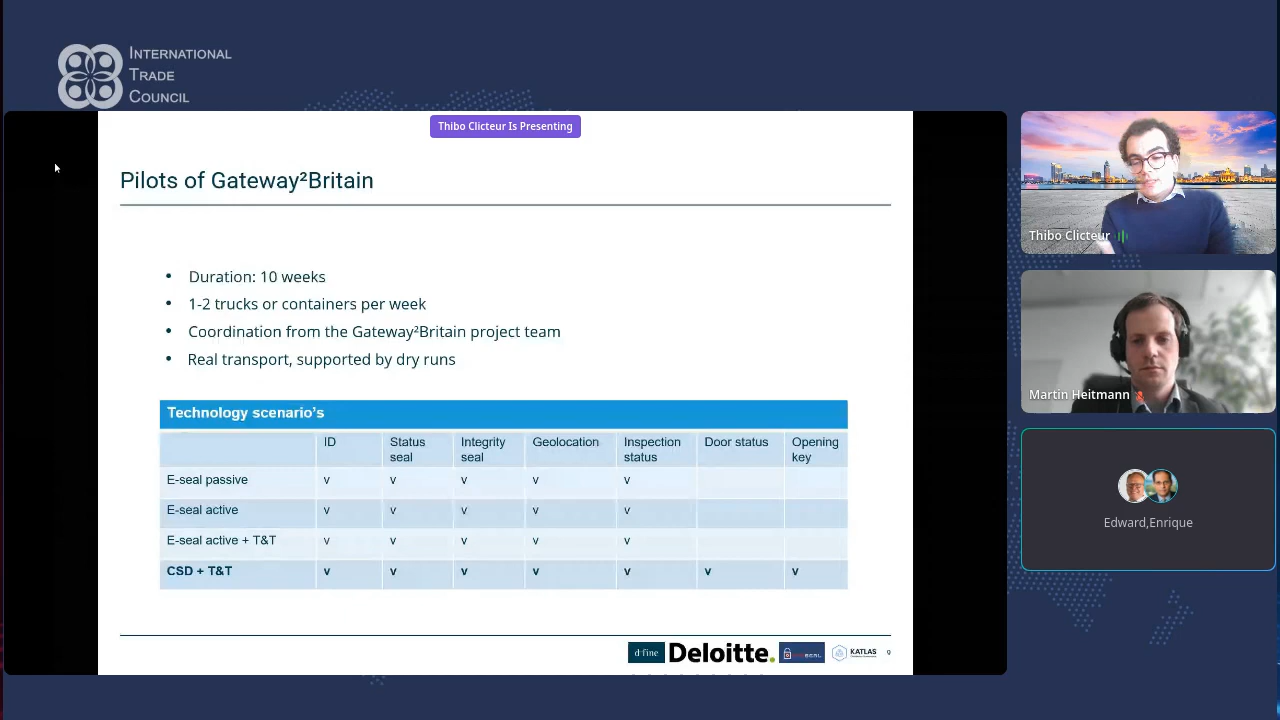 INTERNATIONAL
TRADE
COUNCIL
Thibo Clicteur Is Presenting
Pilots of Gateway²Britain
• Duration: 10 weeks
• 1-2 trucks or containers per week
• Coordination from the Gateway²Britain project team
• Real transport, supported by dry runs
Technology scenario's
ID Status seal Integrity seal Geolocation Inspection status Door status Opening key
E-seal passive v v v v v
E-seal active v v v v v
E-seal active + T&T v v v v v
CSD + T&T v v v v v v v
d-fine Deloitte. SEAL KATLAS 9
Thibo Clicteur
Martin Heitmann
Edward,Enrique